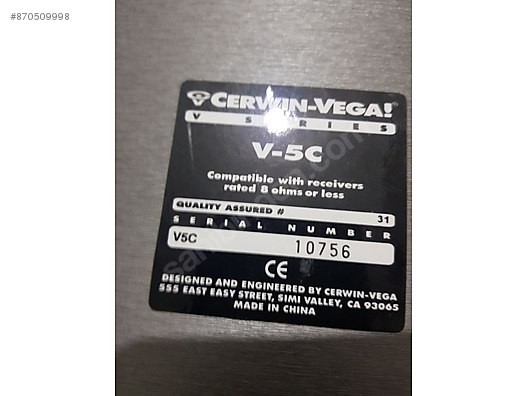 #870509998
CERWIN-VEGA!®
V SERIES
V-5C
Compatible with receivers
rated 8 ohms or less
QUALITY ASSURED # 31
SERIAL NUMBER
V5C 10756
CE
DESIGNED AND ENGINEERED BY CERWIN-VEGA
555 EAST EASY STREET, SIMI VALLEY, CA 93065
MADE IN CHINA